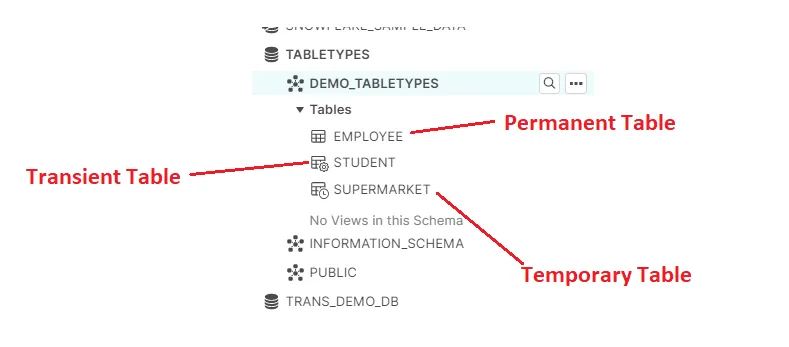 SNOWFLAKE_SAMPLE_DATA
TABLETYPES
DEMO_TABLETYPES
Tables
EMPLOYEE
Permanent Table
STUDENT
Transient Table
SUPERMARKET
No Views in this Schema
INFORMATION_SCHEMA
PUBLIC
Temporary Table
TRANS_DEMO_DB